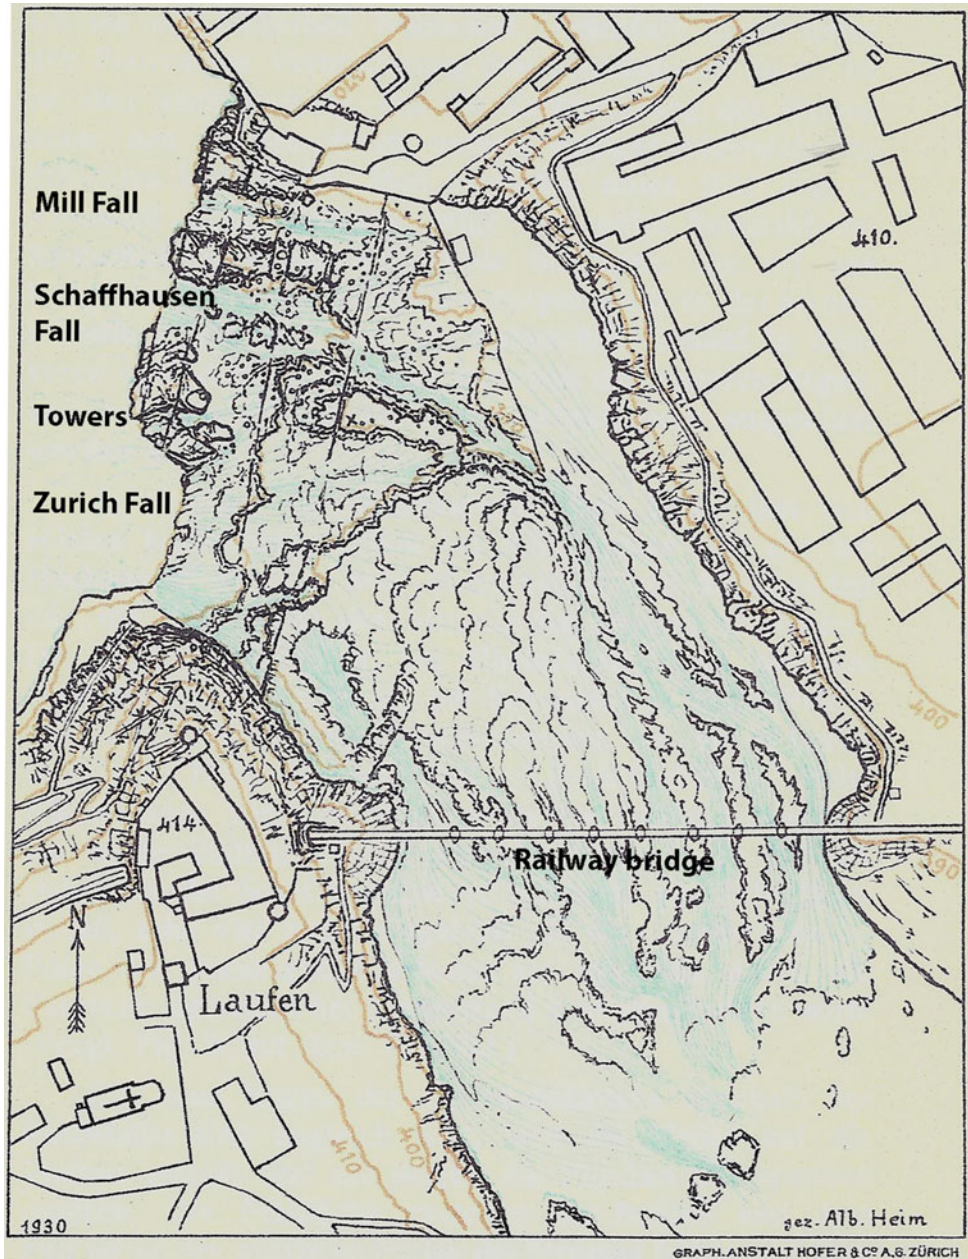 370
Mill Fall
410.
Schaffhausen
Fall
Towers
Zurich Fall
400
414.
Railway bridge
390
N
Laufen
410
400
1930
gez. Alb. Heim
GRAPH. ANSTALT HOFER & Co A.G. ZÜRICH